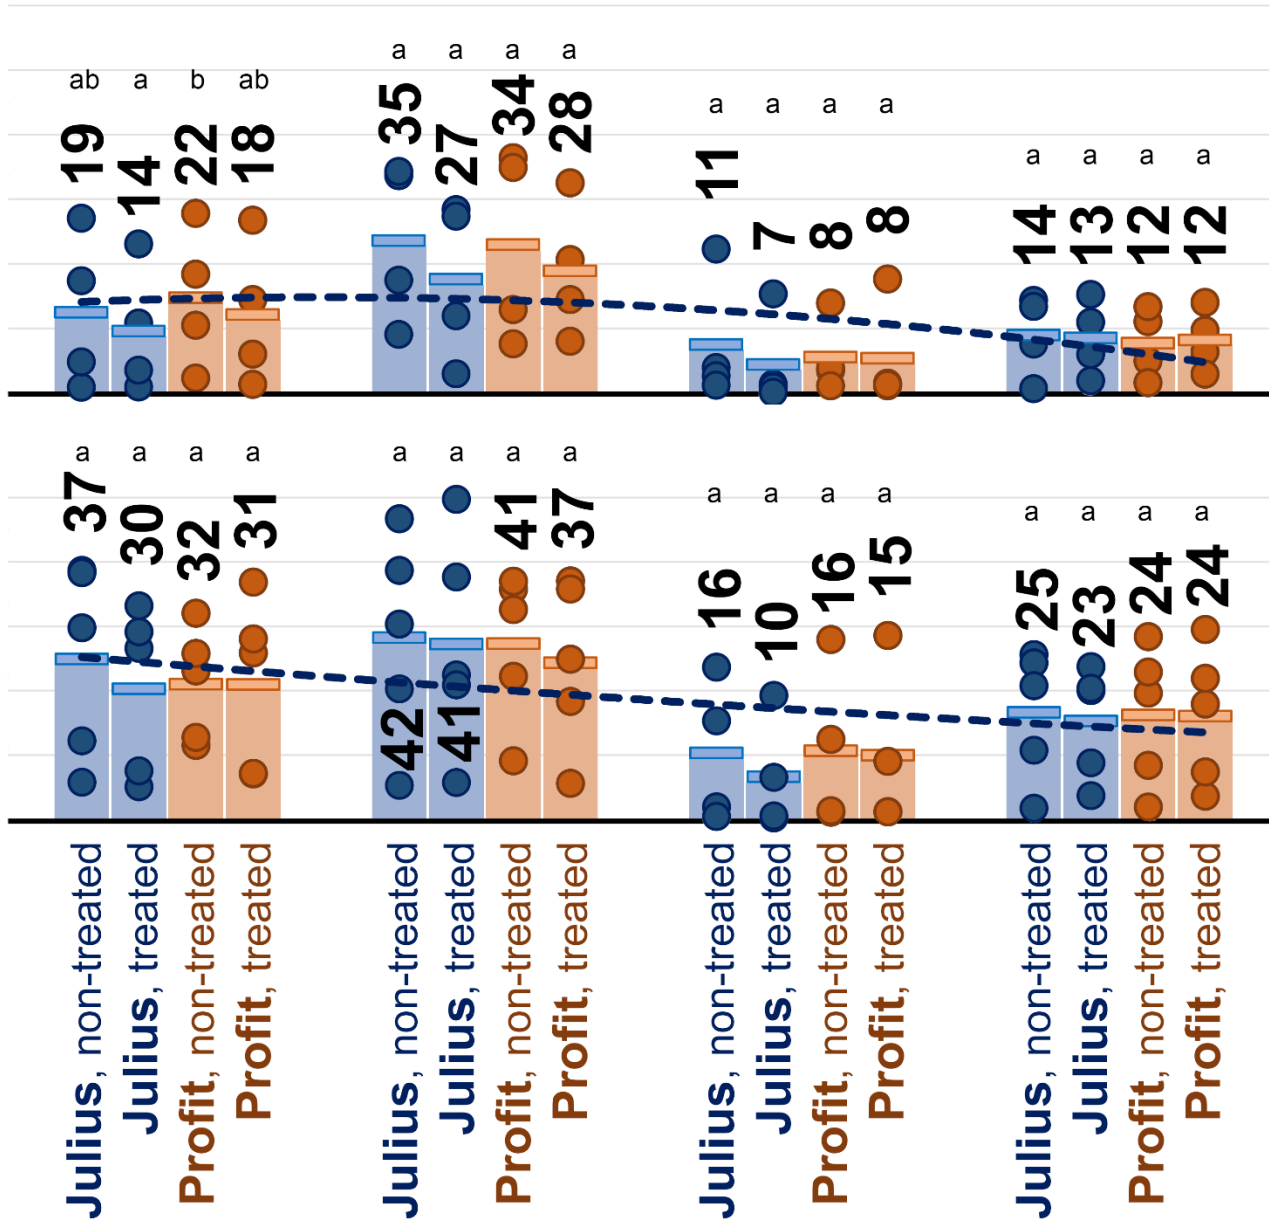 ab a b ab
19 14 22 18
a a a a
35 27 34 28
a a a a
11 7 8 8
a a a a
14 13 12 12
a a a a
37 30 32 31
a a a a
42 41 41 37
a a a a
16 10 16 15
a a a a
25 23 24 24
Julius, non-treated
Julius, treated
Profit, non-treated
Profit, treated
Julius, non-treated
Julius, treated
Profit, non-treated
Profit, treated
Julius, non-treated
Julius, treated
Profit, non-treated
Profit, treated
Julius, non-treated
Julius, treated
Profit, non-treated
Profit, treated